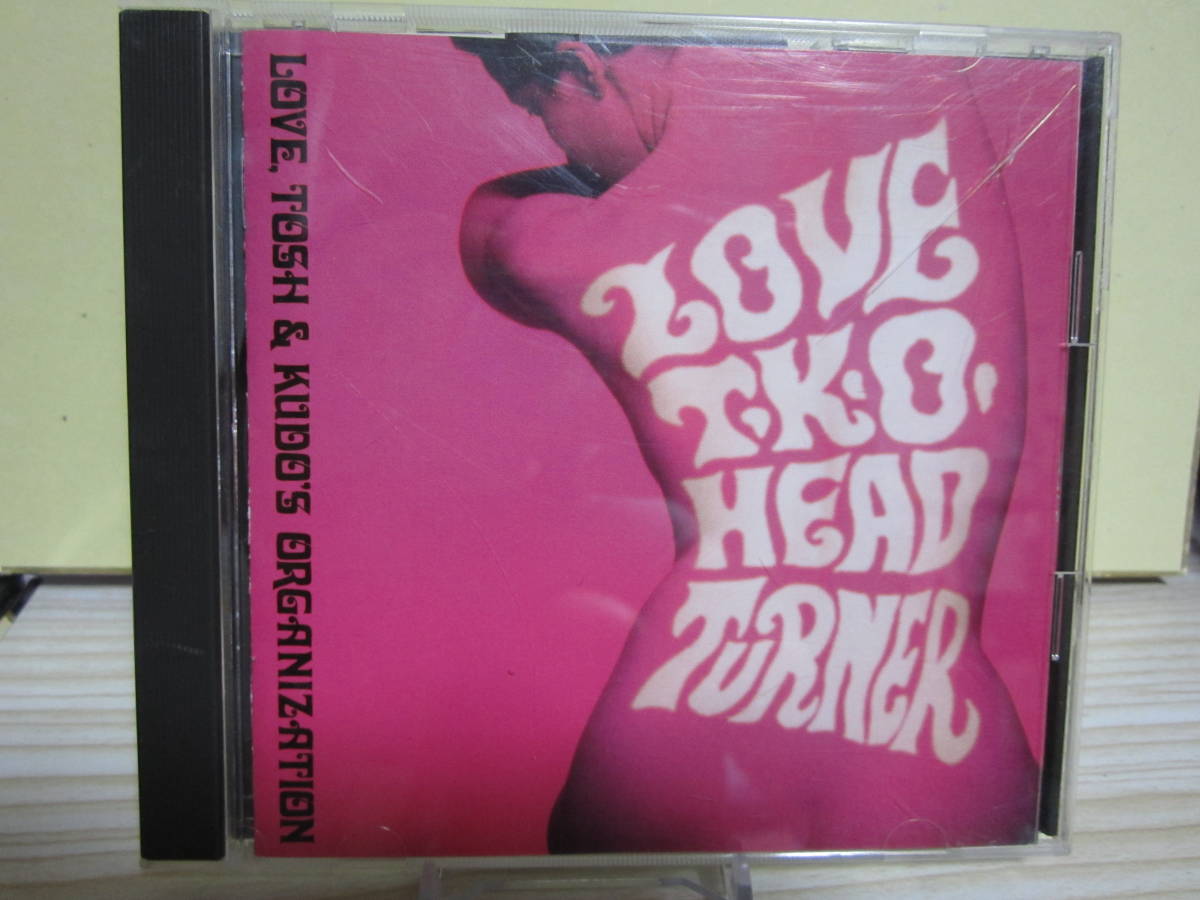 LOVE, TOSH & KUDO'S ORGANIZATION
LOVE
T·K·O·
HEAD
TURNER